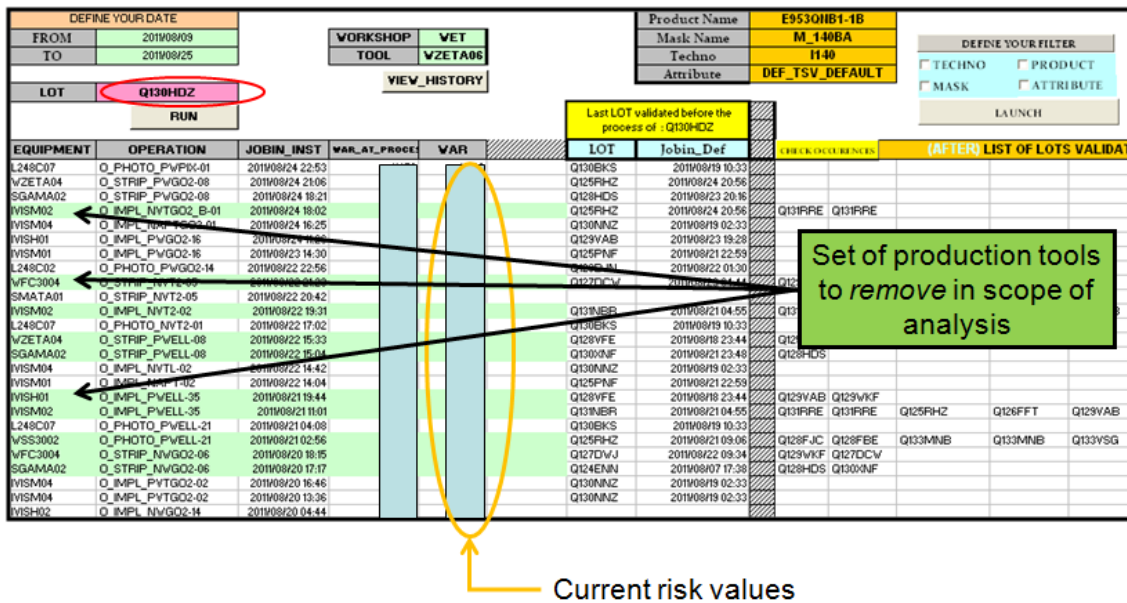 DEFINE YOUR DATE
FROM 2011/08/09
TO 2011/08/25
LOT Q130HDZ
RUN
WORKSHOP WET
TOOL WZETA06
VIEW_HISTORY
Product Name E953QNB1-1B
Mask Name M_140BA
Techno I140
Attribute DEF_TSV_DEFAULT
DEFINE YOUR FILTER
TECHNO PRODUCT
MASK ATTRIBUTE
LAUNCH
Last LOT validated before the
process of : Q130HDZ
EQUIPMENT OPERATION JOBIN_INST WAR_AT_PROCES WAR LOT Jobin_Def CHECK OCCURENCES (AFTER) LIST OF LOTS VALIDAT
L248C07 O_PHOTO_PWPIX-01 2011/08/24 22:53 Q130BKS 2011/08/19 10:33
WZETA04 O_STRIP_PWGO2-08 2011/08/24 21:06 Q125RHZ 2011/08/24 20:56
SGAMA02 O_STRIP_PWGO2-08 2011/08/24 18:21 Q128HDS 2011/08/23 20:16
IVISM02 O_IMPL_NVTGO2_B-01 2011/08/24 18:02 Q125RHZ 2011/08/24 20:56 Q131RRE Q131RRE
IVISM04 2011/08/24 16:25 Q130NNZ 2011/08/19 02:33
IVISH01 O_IMPL_PWGO2-16 Q129VAB 2011/08/23 19:28
IVISM01 O_IMPL_PWGO2-16 2011/08/23 14:30 Q125PNF 2011/08/21 22:59
L248C02 O_PHOTO_PWGO2-14 2011/08/22 22:56 2011/08/22 01:30
WFC3004 Q127DCW
SMATA01 O_STRIP_NVT2-05 2011/08/22 20:42
IVISM02 O_IMPL_NVT2-02 2011/08/22 19:31 Q131NBR 2011/08/21 04:55
L248C07 O_PHOTO_NVT2-01 2011/08/22 17:02 Q130BKS 2011/08/19 10:33
WZETA04 O_STRIP_PWELL-08 2011/08/22 15:33 Q128VFE 2011/08/18 23:44
SGAMA02 O_STRIP_PWELL-08 2011/08/22 15:04 Q130XNF 2011/08/21 23:48 Q128HDS
IVISM04 O_IMPL_NVTL-02 2011/08/22 14:42 Q130NNZ 2011/08/19 02:33
IVISM01 2011/08/22 14:04 Q125PNF 2011/08/21 22:59
IVISH01 O_IMPL_PWELL-35 2011/08/21 19:44 Q128VFE 2011/08/18 23:44 Q129VAB Q129WKF
IVISM02 O_IMPL_PWELL-35 2011/08/21 11:01 Q131NBR 2011/08/21 04:55 Q131RRE Q131RRE Q125RHZ Q126FFT Q129VAB
L248C07 O_PHOTO_PWELL-21 2011/08/21 04:08 Q130BKS 2011/08/19 10:33
WSS3002 O_PHOTO_PWELL-21 2011/08/21 02:56 Q125RHZ 2011/08/21 09:06 Q128FJC Q128FBE Q133MNB Q133MNB Q133VSG
WFC3004 O_STRIP_NWGO2-06 2011/08/20 18:15 Q127DWJ 2011/08/22 09:34 Q129WKF Q127DCW
SGAMA02 O_STRIP_NWGO2-06 2011/08/20 17:17 Q124ENN 2011/08/07 17:38 Q128HDS Q130XNF
IVISM04 O_IMPL_PVTGO2-02 2011/08/20 16:46 Q130NNZ 2011/08/19 02:33
IVISM04 O_IMPL_PVTGO2-02 2011/08/20 13:36 Q130NNZ 2011/08/19 02:33
IVISH02 O_IMPL_NWGO2-14 2011/08/20 04:44
Set of production tools
to remove in scope of
analysis
Current risk values